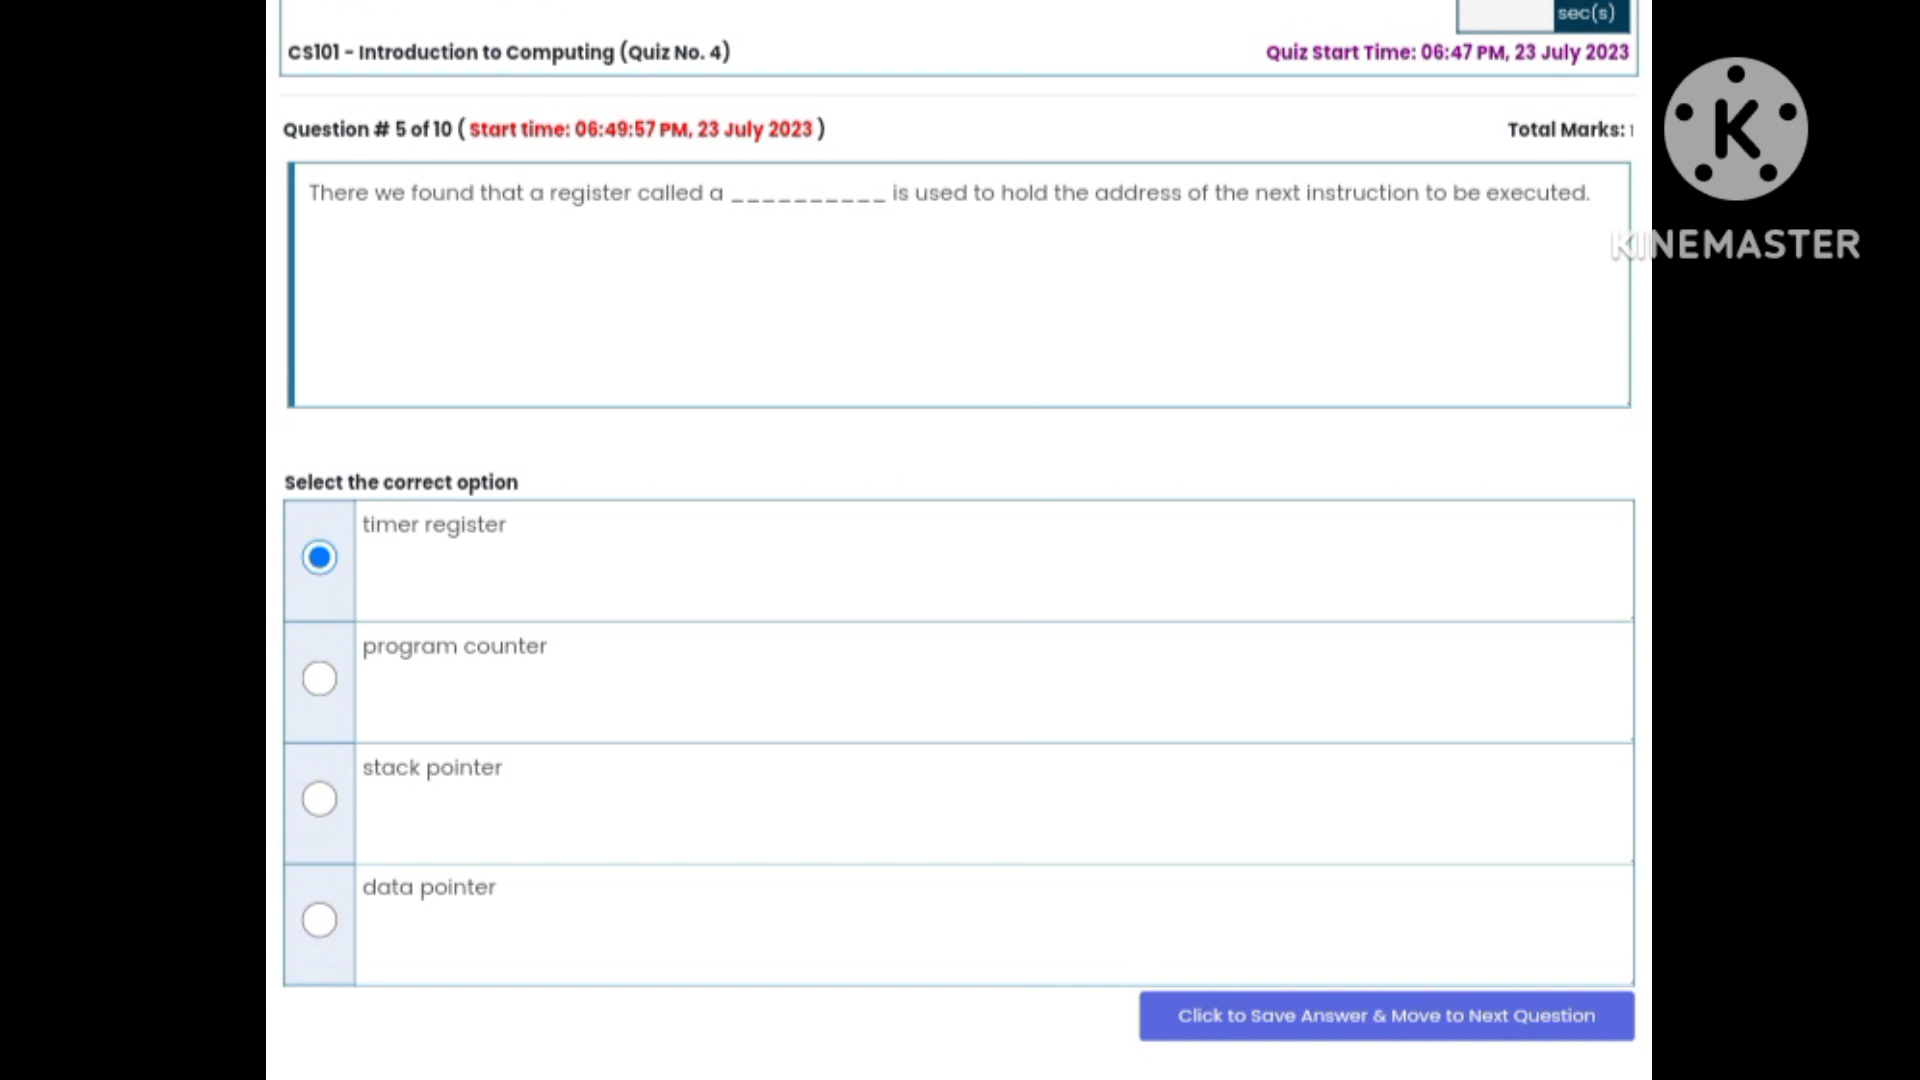 sec(s)
CS101 - Introduction to Computing (Quiz No. 4)
Quiz Start Time: 06:47 PM, 23 July 2023
Question # 5 of 10 ( Start time: 06:49:57 PM, 23 July 2023 )
Total Marks: 1
K
KINEMASTER
There we found that a register called a __________ is used to hold the address of the next instruction to be executed.
Select the correct option
timer register
program counter
stack pointer
data pointer
Click to Save Answer & Move to Next Question